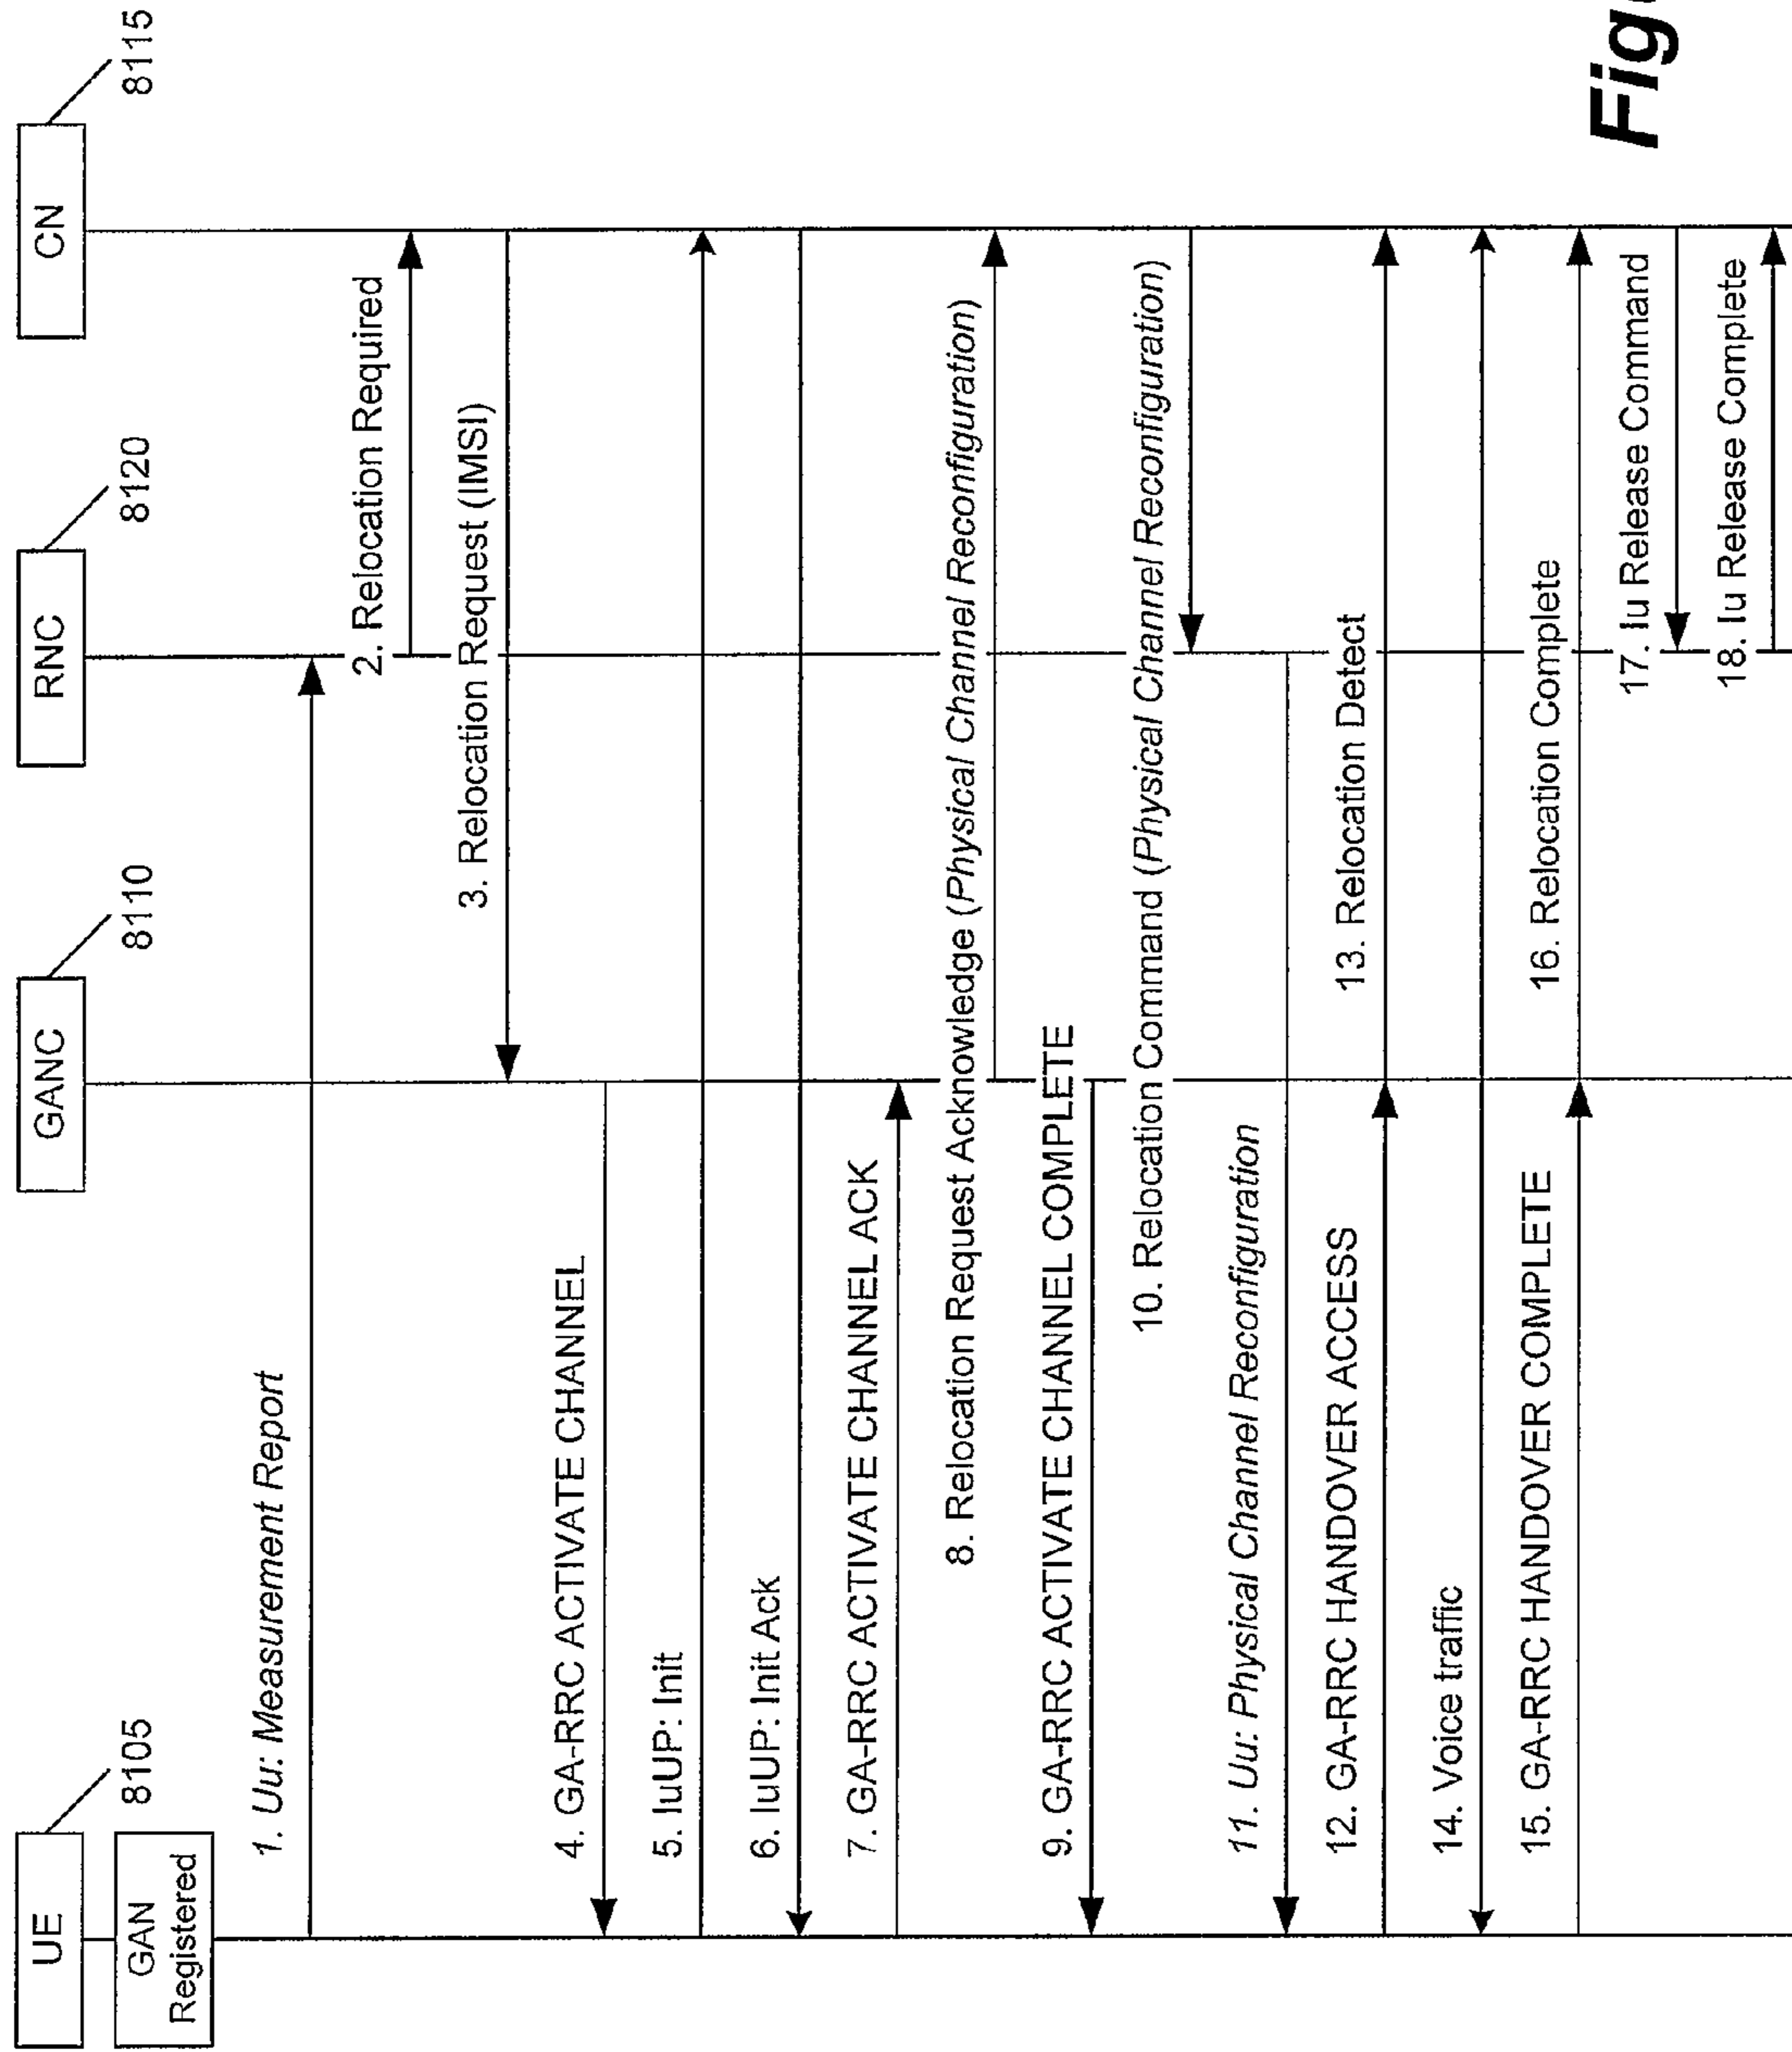 UE
8105
GANC
8110
RNC
8120
CN
8115
GAN
Registered
1. Uu: Measurement Report
2. Relocation Required
3. Relocation Request (IMSI)
4. GA-RRC ACTIVATE CHANNEL
5. IuUP: Init
6. IuUP: Init Ack
7. GA-RRC ACTIVATE CHANNEL ACK
8. Relocation Request Acknowledge (Physical Channel Reconfiguration)
9. GA-RRC ACTIVATE CHANNEL COMPLETE
10. Relocation Command (Physical Channel Reconfiguration)
11. Uu: Physical Channel Reconfiguration
12. GA-RRC HANDOVER ACCESS
13. Relocation Detect
14. Voice traffic
15. GA-RRC HANDOVER COMPLETE
16. Relocation Complete
17. Iu Release Command
18. Iu Release Complete